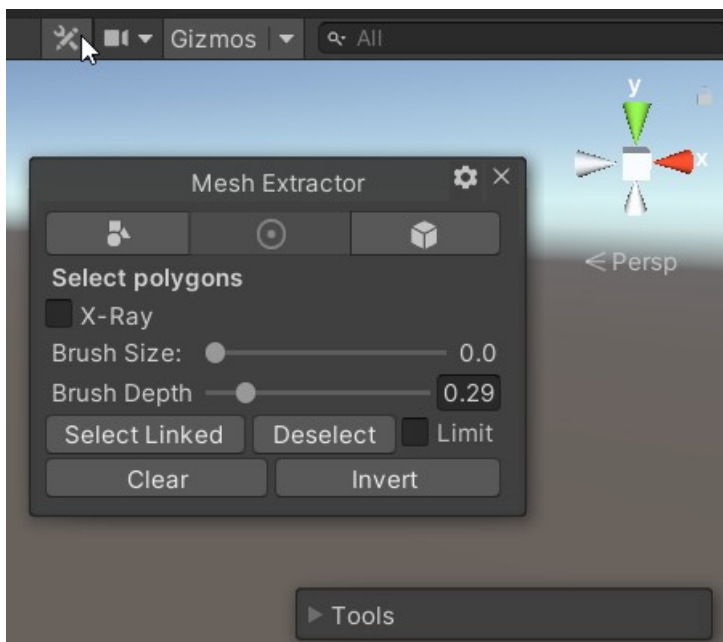 Gizmos All
y
x
Persp
Mesh Extractor
Select polygons
X-Ray
Brush Size: 0.0
Brush Depth 0.29
Select Linked Deselect Limit
Clear Invert
Tools